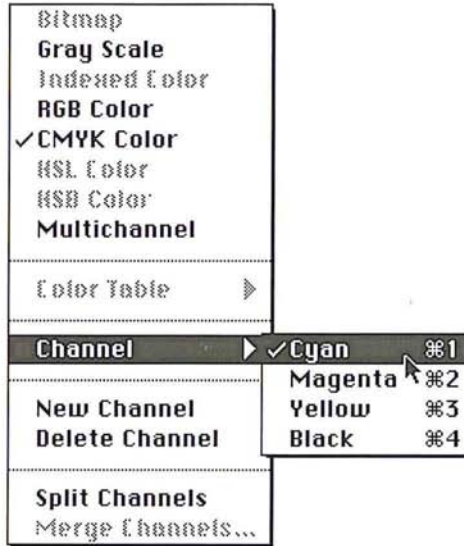 Bitmap
Gray Scale
Indexed Color
RGB Color
✓CMYK Color
HSL Color
HSB Color
Multichannel
Color Table
Channel ✓Cyan ⌘1
Magenta ⌘2
Yellow ⌘3
Black ⌘4
New Channel
Delete Channel
Split Channels
Merge Channels...